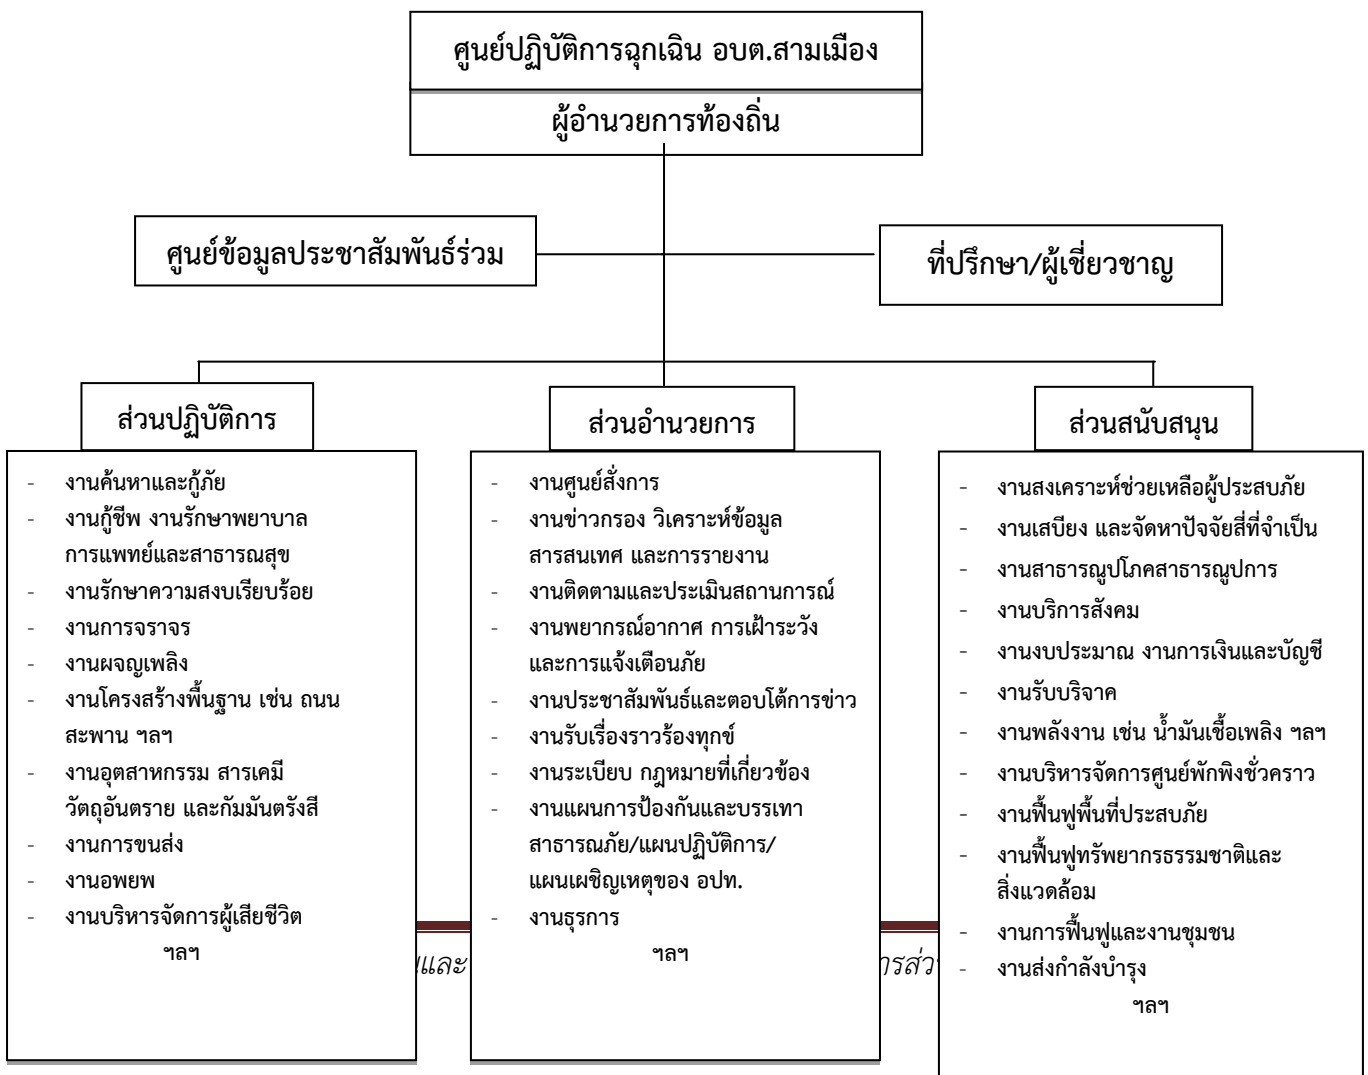 ศูนย์ปฏิบัติการฉุกเฉิน อบต.สามเมือง
ผู้อำนวยการท้องถิ่น
ศูนย์ข้อมูลประชาสัมพันธ์ร่วม
ที่ปรึกษา/ผู้เชี่ยวชาญ
ส่วนปฏิบัติการ
- งานค้นหาและกู้ภัย
- งานกู้ชีพ งานรักษาพยาบาล
การแพทย์และสาธารณสุข
- งานรักษาความสงบเรียบร้อย
- งานการจราจร
- งานผจญเพลิง
- งานโครงสร้างพื้นฐาน เช่น ถนน
สะพาน ฯลฯ
- งานอุตสาหกรรม สารเคมี
วัตถุอันตราย และกัมมันตรังสี
- งานการขนส่ง
- งานอพยพ
- งานบริหารจัดการผู้เสียชีวิต
ฯลฯ
ส่วนอำนวยการ
- งานศูนย์สั่งการ
- งานข่าวกรอง วิเคราะห์ข้อมูล
สารสนเทศ และการรายงาน
- งานติดตามและประเมินสถานการณ์
- งานพยากรณ์อากาศ การเฝ้าระวัง
และการแจ้งเตือนภัย
- งานประชาสัมพันธ์และตอบโต้การข่าว
- งานรับเรื่องราวร้องทุกข์
- งานระเบียบ กฎหมายที่เกี่ยวข้อง
- งานแผนการป้องกันและบรรเทา
สาธารณภัย/แผนปฏิบัติการ/
แผนเผชิญเหตุของ อปท.
- งานธุรการ
ฯลฯ
ส่วนสนับสนุน
- งานสงเคราะห์ช่วยเหลือผู้ประสบภัย
- งานเสบียง และจัดหาปัจจัยสี่ที่จำเป็น
- งานสาธารณูปโภคสาธารณูปการ
- งานบริการสังคม
- งานงบประมาณ งานการเงินและบัญชี
- งานรับบริจาค
- งานพลังงาน เช่น น้ำมันเชื้อเพลิง ฯลฯ
- งานบริหารจัดการศูนย์พักพิงชั่วคราว
- งานฟื้นฟูพื้นที่ประสบภัย
- งานฟื้นฟูทรัพยากรธรรมชาติและ
สิ่งแวดล้อม
- งานการฟื้นฟูและงานชุมชน
- งานส่งกำลังบำรุง
ฯลฯ
และ